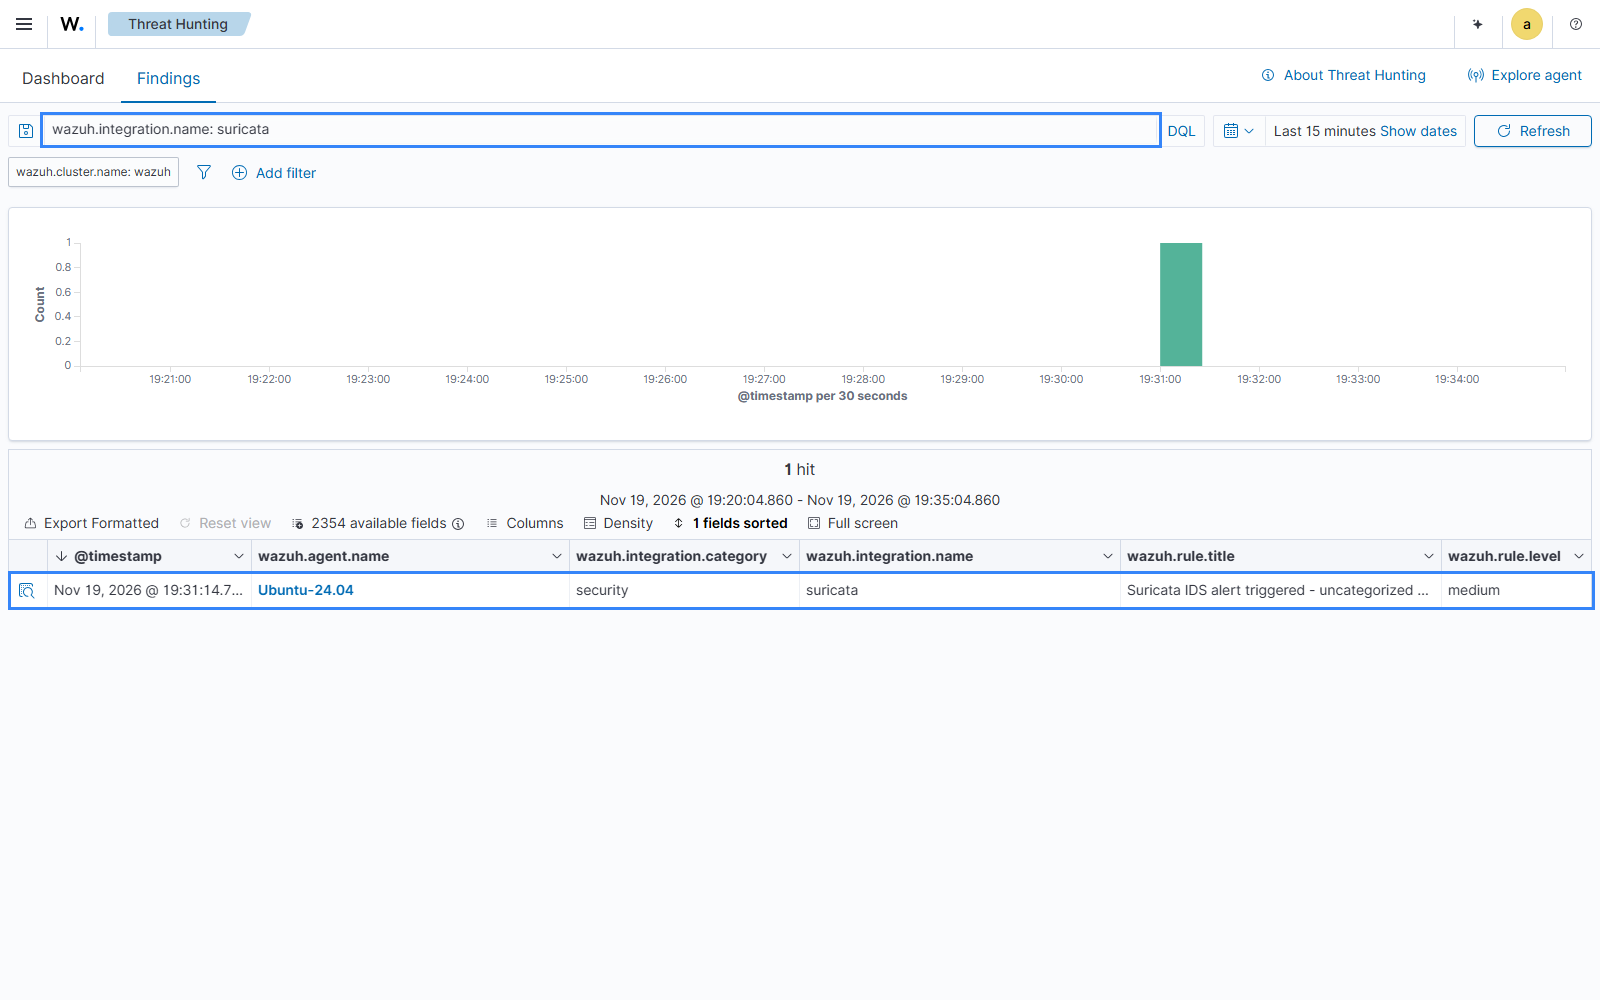 W. Threat Hunting a
Dashboard Findings About Threat Hunting Explore agent
wazuh.integration.name: suricata DQL Last 15 minutes Show dates Refresh
wazuh.cluster.name: wazuh Add filter
1
0.8
0.6
0.4
0.2
0
Count
19:21:00 19:22:00 19:23:00 19:24:00 19:25:00 19:26:00 19:27:00 19:28:00 19:29:00 19:30:00 19:31:00 19:32:00 19:33:00 19:34:00
@timestamp per 30 seconds
1 hit
Nov 19, 2026 @ 19:20:04.860 - Nov 19, 2026 @ 19:35:04.860
Export Formatted Reset view 2354 available fields Columns Density 1 fields sorted Full screen
@timestamp wazuh.agent.name wazuh.integration.category wazuh.integration.name wazuh.rule.title wazuh.rule.level
Nov 19, 2026 @ 19:31:14.7... Ubuntu-24.04 security suricata Suricata IDS alert triggered - uncategorized ... medium